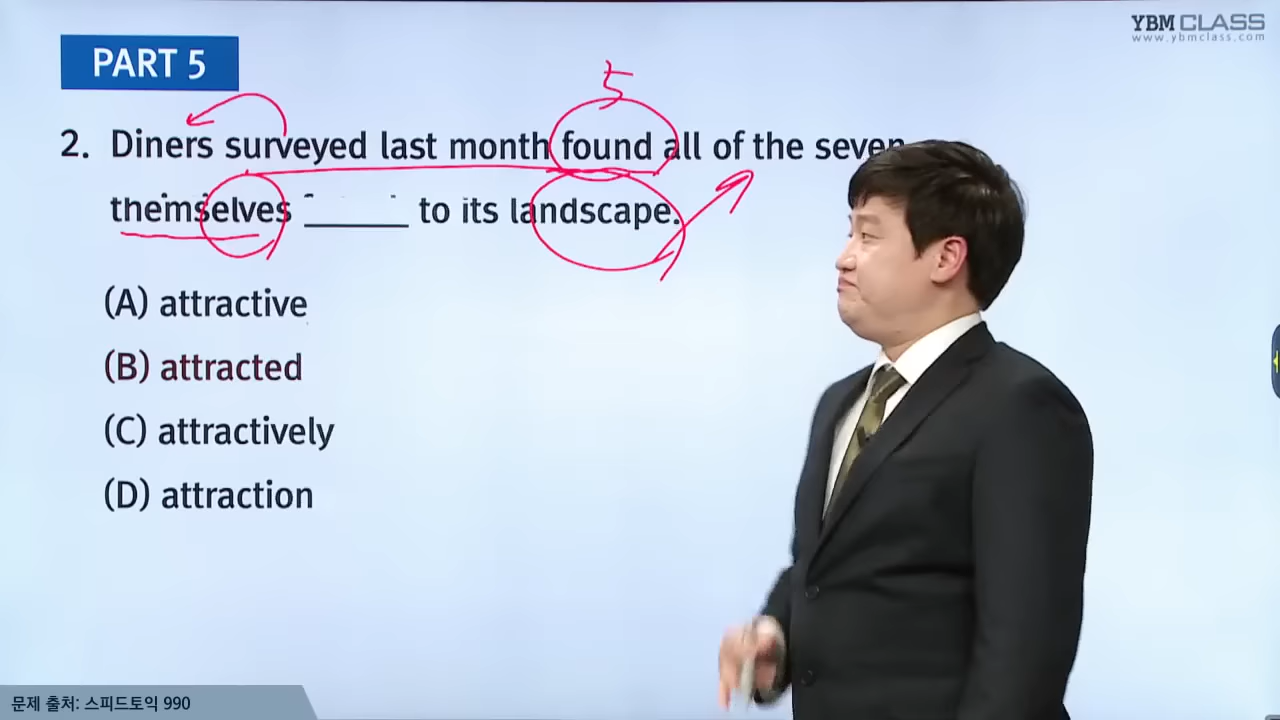 YBM CLASS
www.ybmclass.com
PART 5
5
2. Diners surveyed last month found all of the seven
themselves ______ to its landscape.
(A) attractive
(B) attracted
(C) attractively
(D) attraction
문제 출처: 스피드토익 990